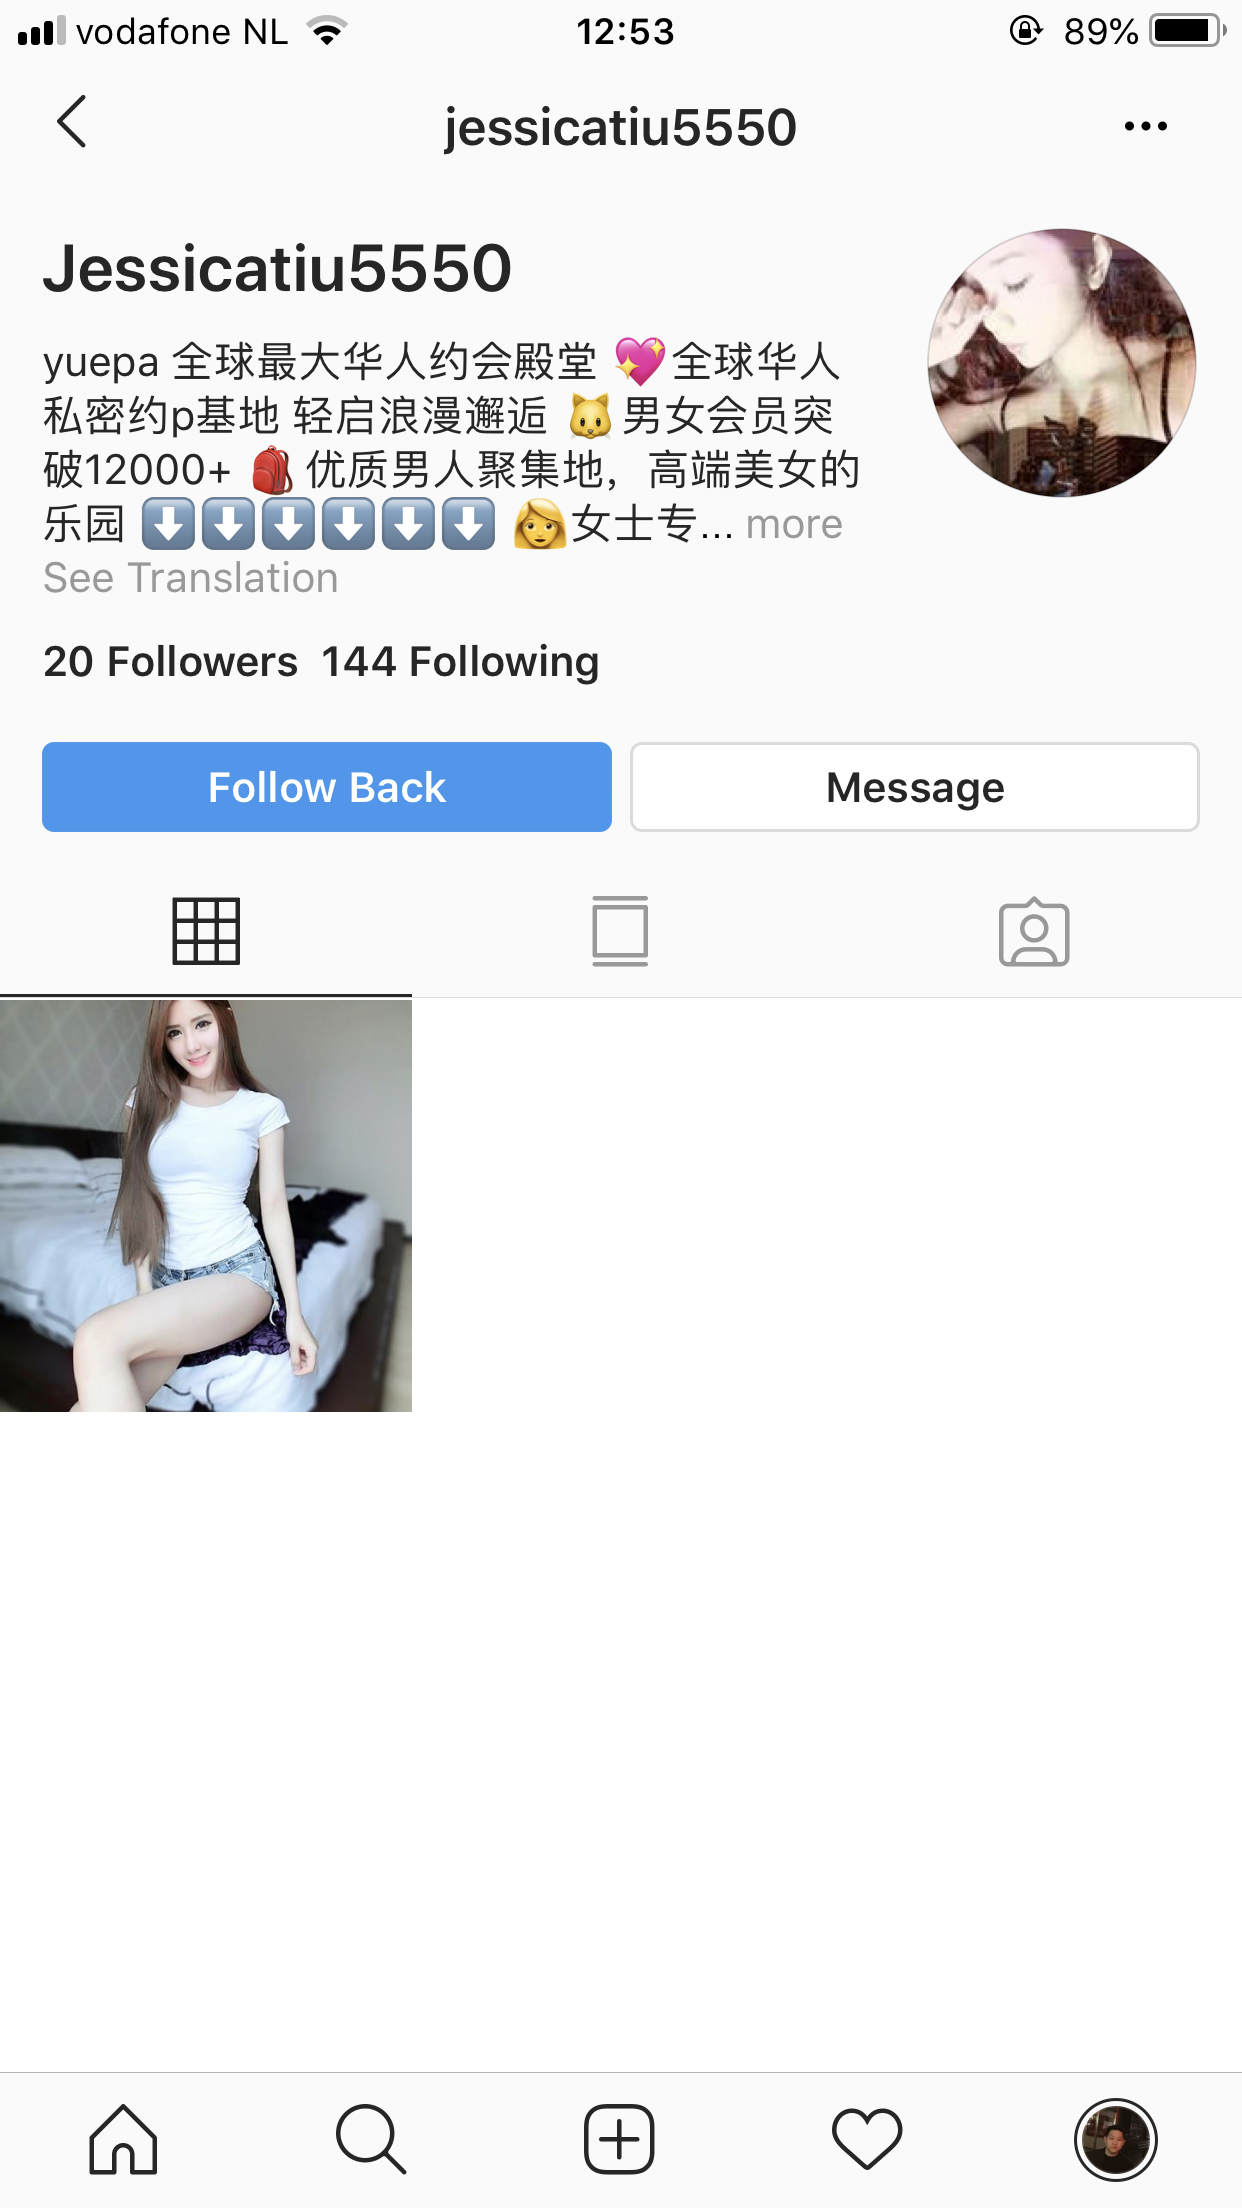 vodafone NL 12:53 89%
jessicatiu5550
Jessicatiu5550
yuepa 全球最大华人约会殿堂 💖全球华人
私密约p基地 轻启浪漫邂逅 🐱男女会员突
破12000+ 🎒优质男人聚集地，高端美女的
乐园 ⬇️⬇️⬇️⬇️⬇️⬇️ 👩女士专... more
See Translation
20 Followers 144 Following
Follow Back Message